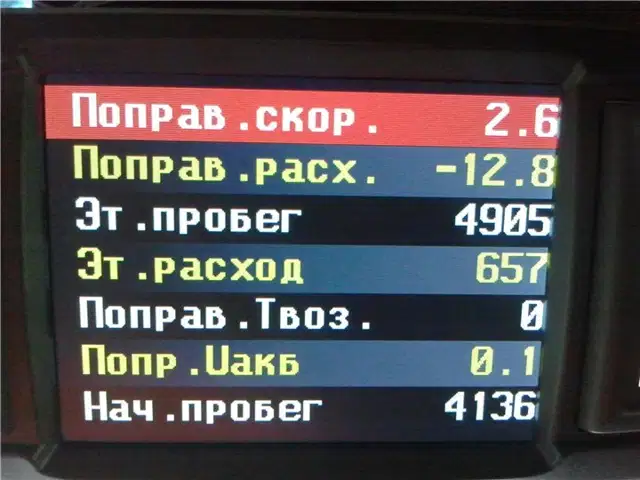 Поправ.скор. 2.6
Поправ.расх. -12.8
Эт.пробег 4905
Эт.расход 657
Поправ.Твоз. 0
Попр.Uакб 0.1
Нач.пробег 4136